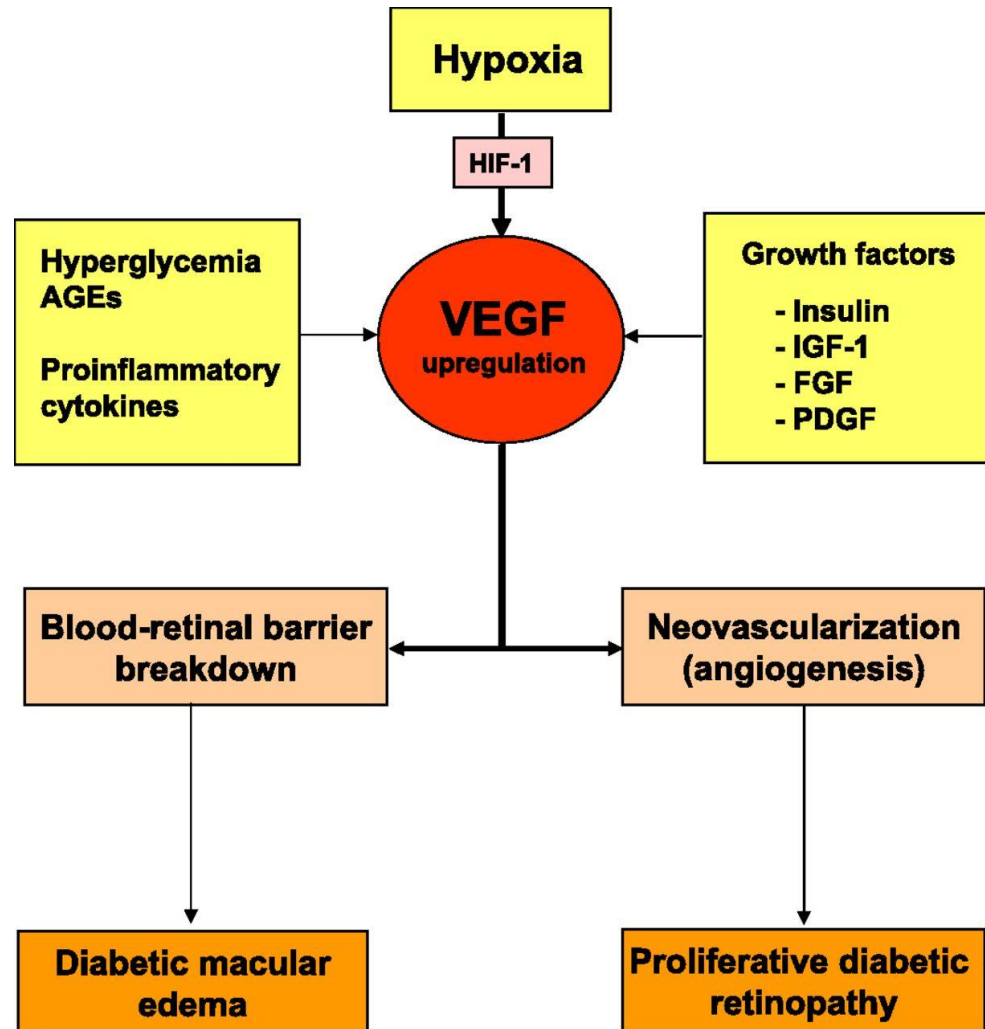 Hypoxia
HIF-1
Hyperglycemia
AGEs
Proinflammatory
cytokines
VEGF
upregulation
Growth factors
- Insulin
- IGF-1
- FGF
- PDGF
Blood-retinal barrier
breakdown
Neovascularization
(angiogenesis)
Diabetic macular
edema
Proliferative diabetic
retinopathy